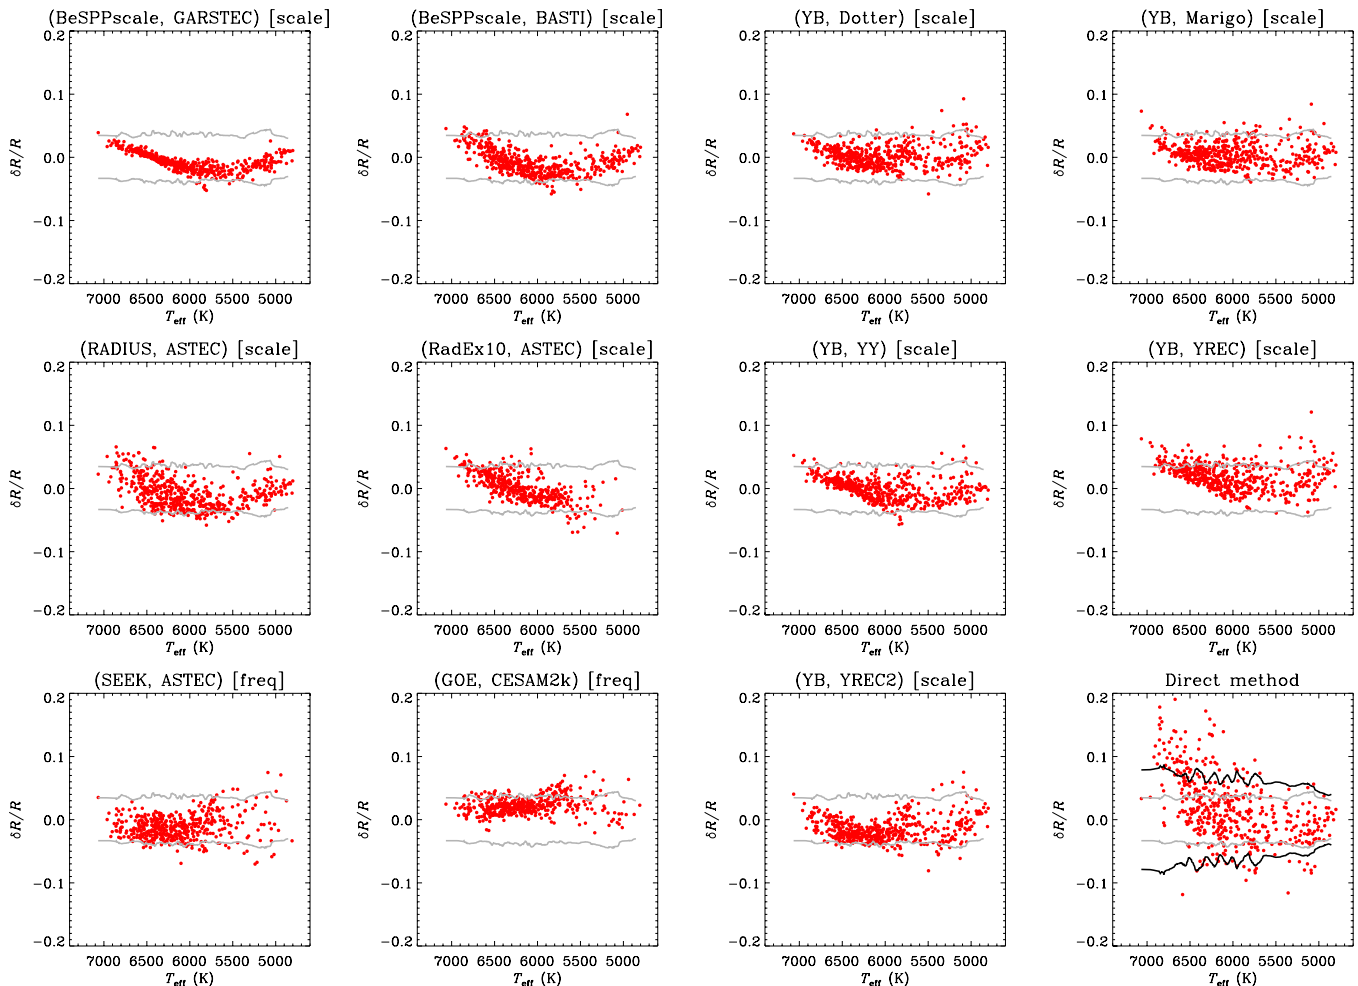 (BeSPPscale, GARSTEC) [scale]
0.2
0.1
0.0
−0.1
−0.2
δR/R
7000 6500 6000 5500 5000
Teff (K)
(BeSPPscale, BASTI) [scale]
0.2
0.1
0.0
−0.1
−0.2
δR/R
7000 6500 6000 5500 5000
Teff (K)
(YB, Dotter) [scale]
0.2
0.1
0.0
−0.1
−0.2
δR/R
7000 6500 6000 5500 5000
Teff (K)
(YB, Marigo) [scale]
0.2
0.1
0.0
−0.1
−0.2
δR/R
7000 6500 6000 5500 5000
Teff (K)
(RADIUS, ASTEC) [scale]
0.2
0.1
0.0
−0.1
−0.2
δR/R
7000 6500 6000 5500 5000
Teff (K)
(RadEx10, ASTEC) [scale]
0.2
0.1
0.0
−0.1
−0.2
δR/R
7000 6500 6000 5500 5000
Teff (K)
(YB, YY) [scale]
0.2
0.1
0.0
−0.1
−0.2
δR/R
7000 6500 6000 5500 5000
Teff (K)
(YB, YREC) [scale]
0.2
0.1
0.0
−0.1
−0.2
δR/R
7000 6500 6000 5500 5000
Teff (K)
(SEEK, ASTEC) [freq]
0.2
0.1
0.0
−0.1
−0.2
δR/R
7000 6500 6000 5500 5000
Teff (K)
(GOE, CESAM2k) [freq]
0.2
0.1
0.0
−0.1
−0.2
δR/R
7000 6500 6000 5500 5000
Teff (K)
(YB, YREC2) [scale]
0.2
0.1
0.0
−0.1
−0.2
δR/R
7000 6500 6000 5500 5000
Teff (K)
Direct method
0.2
0.1
0.0
−0.1
−0.2
δR/R
7000 6500 6000 5500 5000
Teff (K)